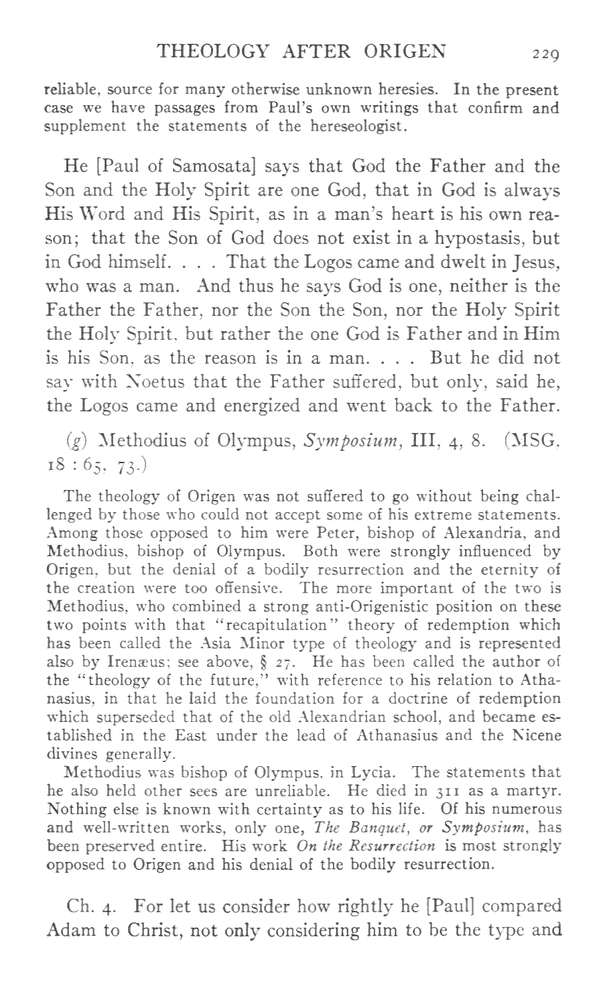 THEOLOGY AFTER ORIGEN 229
reliable, source for many otherwise unknown heresies. In the present
case we have passages from Paul's own writings that confirm and
supplement the statements of the hereseologist.
He [Paul of Samosata] says that God the Father and the
Son and the Holy Spirit are one God, that in God is always
His Word and His Spirit, as in a man's heart is his own rea-
son; that the Son of God does not exist in a hypostasis, but
in God himself. . . . That the Logos came and dwelt in Jesus,
who was a man. And thus he says God is one, neither is the
Father the Father, nor the Son the Son, nor the Holy Spirit
the Holy Spirit, but rather the one God is Father and in Him
is his Son, as the reason is in a man. . . . But he did not
say with Noetus that the Father suffered, but only, said he,
the Logos came and energized and went back to the Father.
(g) Methodius of Olympus, Symposium, III, 4, 8. (MSG,
18 : 65, 73.)
The theology of Origen was not suffered to go without being chal-
lenged by those who could not accept some of his extreme statements.
Among those opposed to him were Peter, bishop of Alexandria, and
Methodius, bishop of Olympus. Both were strongly influenced by
Origen, but the denial of a bodily resurrection and the eternity of
the creation were too offensive. The more important of the two is
Methodius, who combined a strong anti-Origenistic position on these
two points with that "recapitulation" theory of redemption which
has been called the Asia Minor type of theology and is represented
also by Irenæus; see above, § 27. He has been called the author of
the "theology of the future," with reference to his relation to Atha-
nasius, in that he laid the foundation for a doctrine of redemption
which superseded that of the old Alexandrian school, and became es-
tablished in the East under the lead of Athanasius and the Nicene
divines generally.
Methodius was bishop of Olympus, in Lycia. The statements that
he also held other sees are unreliable. He died in 311 as a martyr.
Nothing else is known with certainty as to his life. Of his numerous
and well-written works, only one, The Banquet, or Symposium, has
been preserved entire. His work On the Resurrection is most strongly
opposed to Origen and his denial of the bodily resurrection.
Ch. 4. For let us consider how rightly he [Paul] compared
Adam to Christ, not only considering him to be the type and